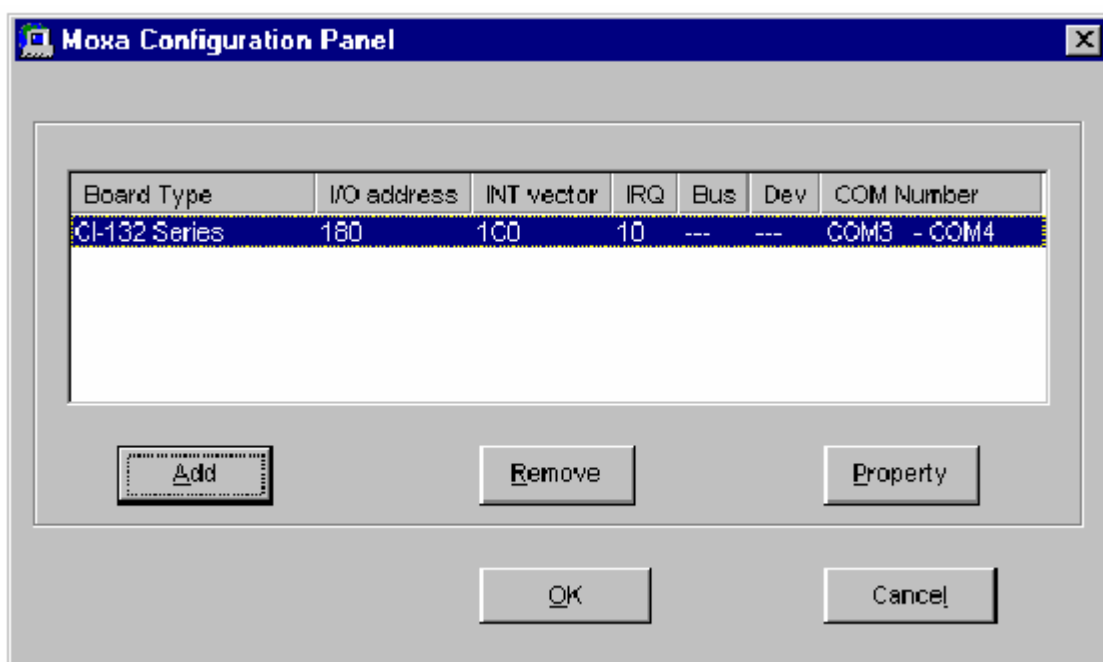 Moxa Configuration Panel
Board Type I/O address INT vector IRQ Bus Dev COM Number
CI-132 Series 180 1C0 10 --- --- COM3 - COM4
Add Remove Property
OK Cancel